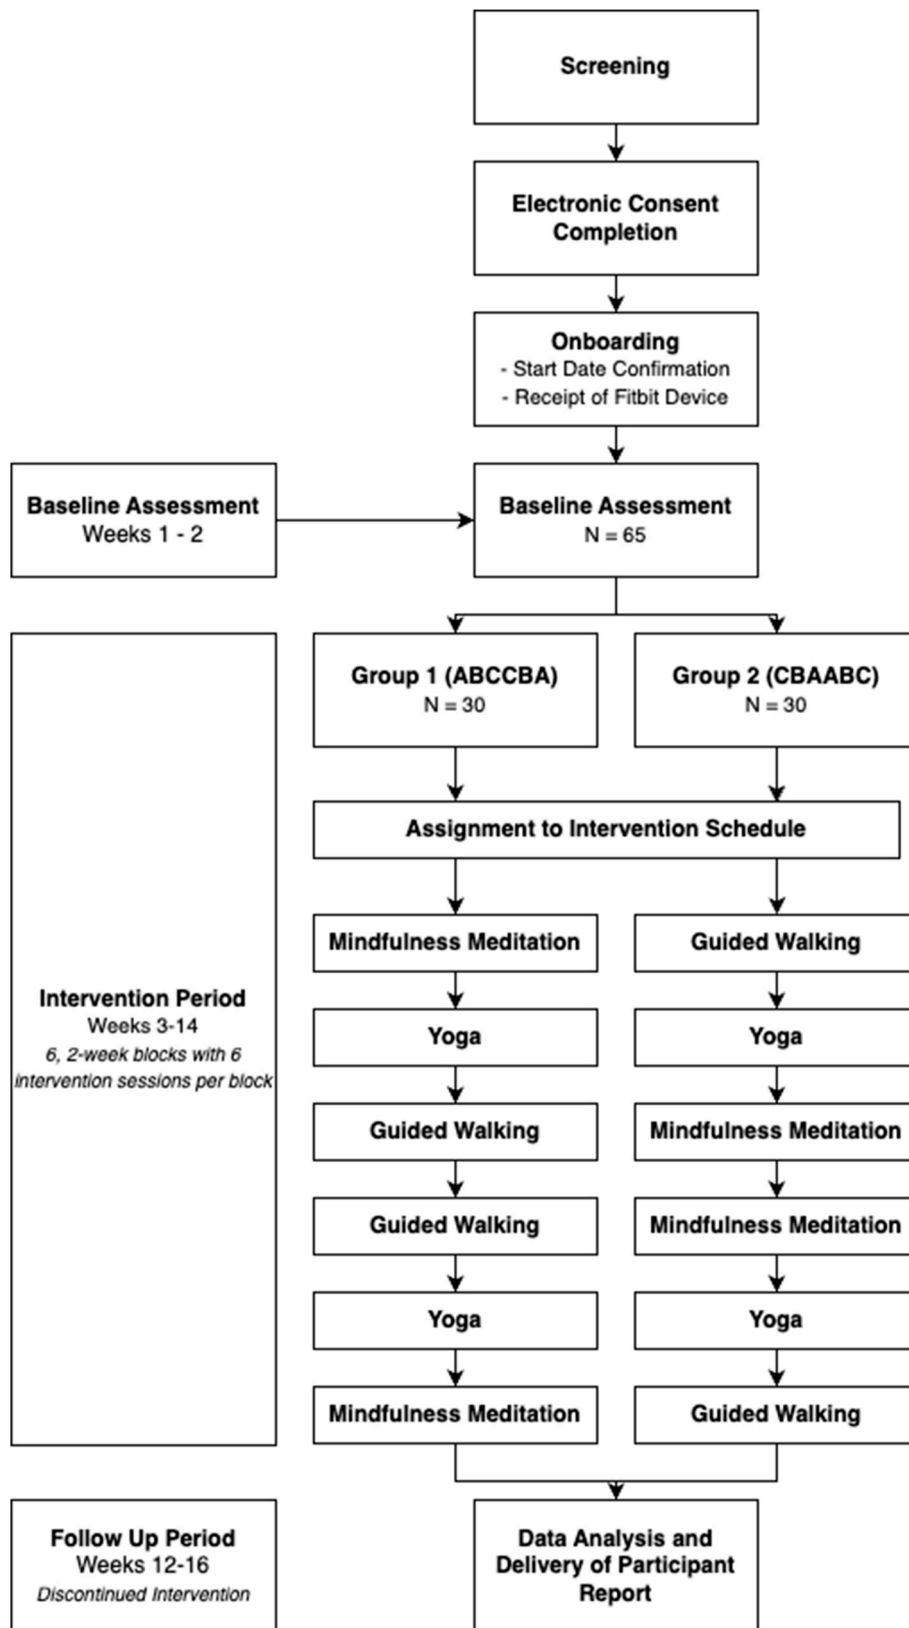 Screening
Electronic Consent
Completion
Onboarding
- Start Date Confirmation
- Receipt of Fitbit Device
Baseline Assessment
Weeks 1 - 2
Baseline Assessment
N = 65
Group 1 (ABCCBA)
N = 30
Group 2 (CBAABC)
N = 30
Assignment to Intervention Schedule
Intervention Period
Weeks 3-14
6, 2-week blocks with 6
intervention sessions per block
Mindfulness Meditation
Guided Walking
Yoga
Yoga
Guided Walking
Mindfulness Meditation
Guided Walking
Mindfulness Meditation
Yoga
Yoga
Mindfulness Meditation
Guided Walking
Follow Up Period
Weeks 12-16
Discontinued Intervention
Data Analysis and
Delivery of Participant
Report